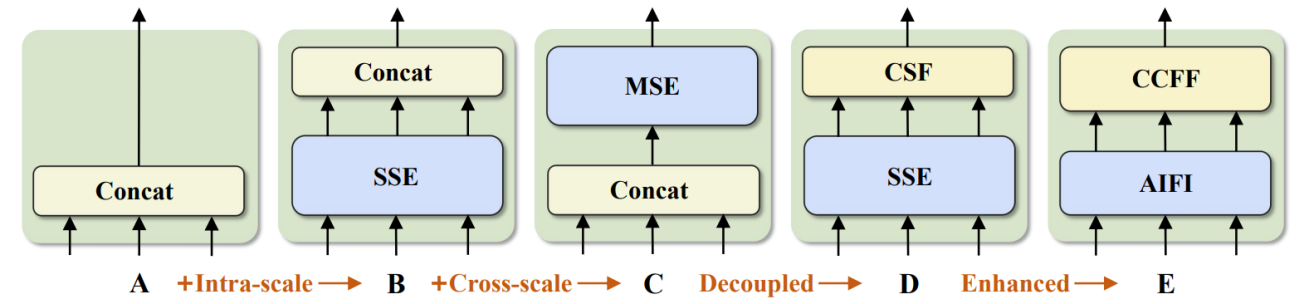 Concat
Concat
SSE
MSE
Concat
CSF
SSE
CCFF
AIFI
A +Intra-scale B +Cross-scale C Decoupled D Enhanced E